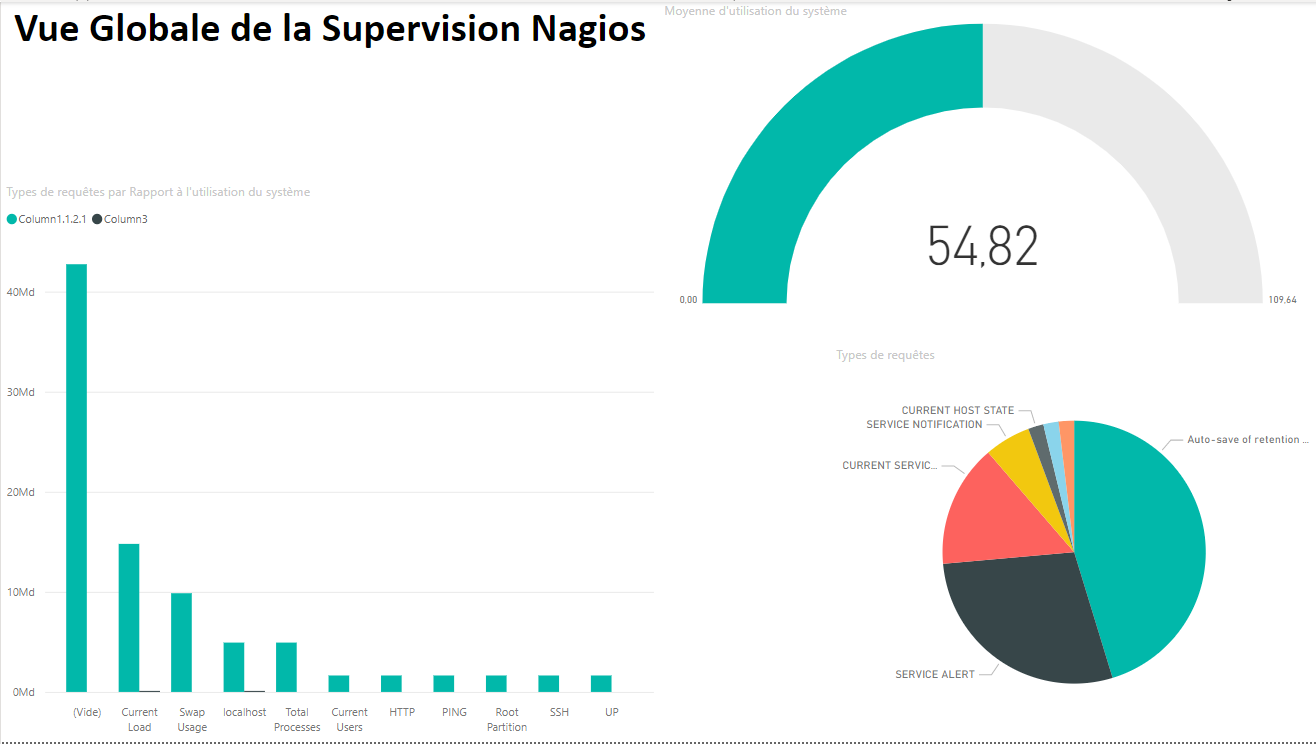 Vue Globale de la Supervision Nagios
Moyenne d'utilisation du système
54,82
0,00
109,64
Types de requêtes par Rapport à l'utilisation du système
Column1.1.2.1 Column3
40Md
30Md
20Md
10Md
0Md
(Vide)
Current
Load
Swap
Usage
localhost
Total
Processes
Current
Users
HTTP
PING
Root
Partition
SSH
UP
Types de requêtes
CURRENT HOST STATE
SERVICE NOTIFICATION
CURRENT SERVIC...
SERVICE ALERT
Auto-save of retention ...